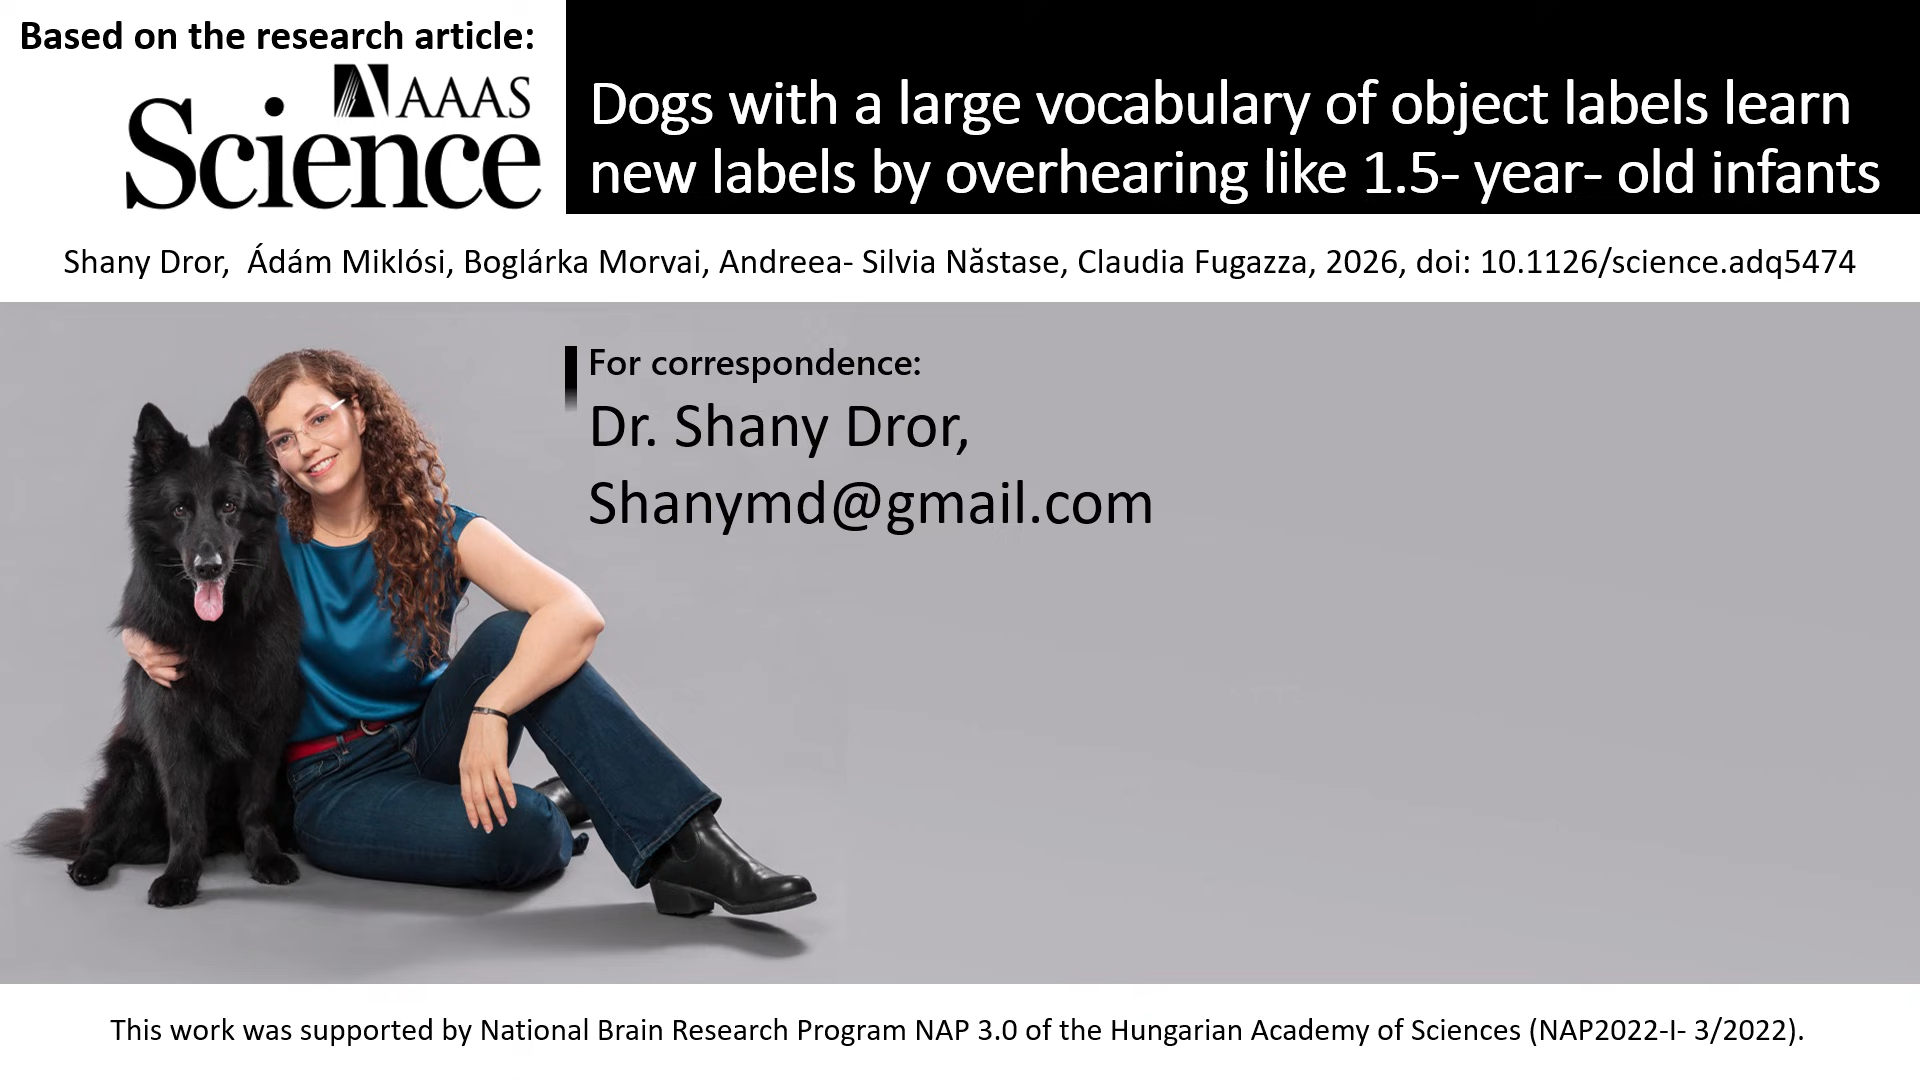 Based on the research article:
AAAS
Science
Dogs with a large vocabulary of object labels learn
new labels by overhearing like 1.5- year- old infants
Shany Dror,  Ádám Miklósi, Boglárka Morvai, Andreea- Silvia Năstase, Claudia Fugazza, 2026, doi: 10.1126/science.adq5474
For correspondence:
Dr. Shany Dror,
Shanymd@gmail.com
This work was supported by National Brain Research Program NAP 3.0 of the Hungarian Academy of Sciences (NAP2022-I- 3/2022).